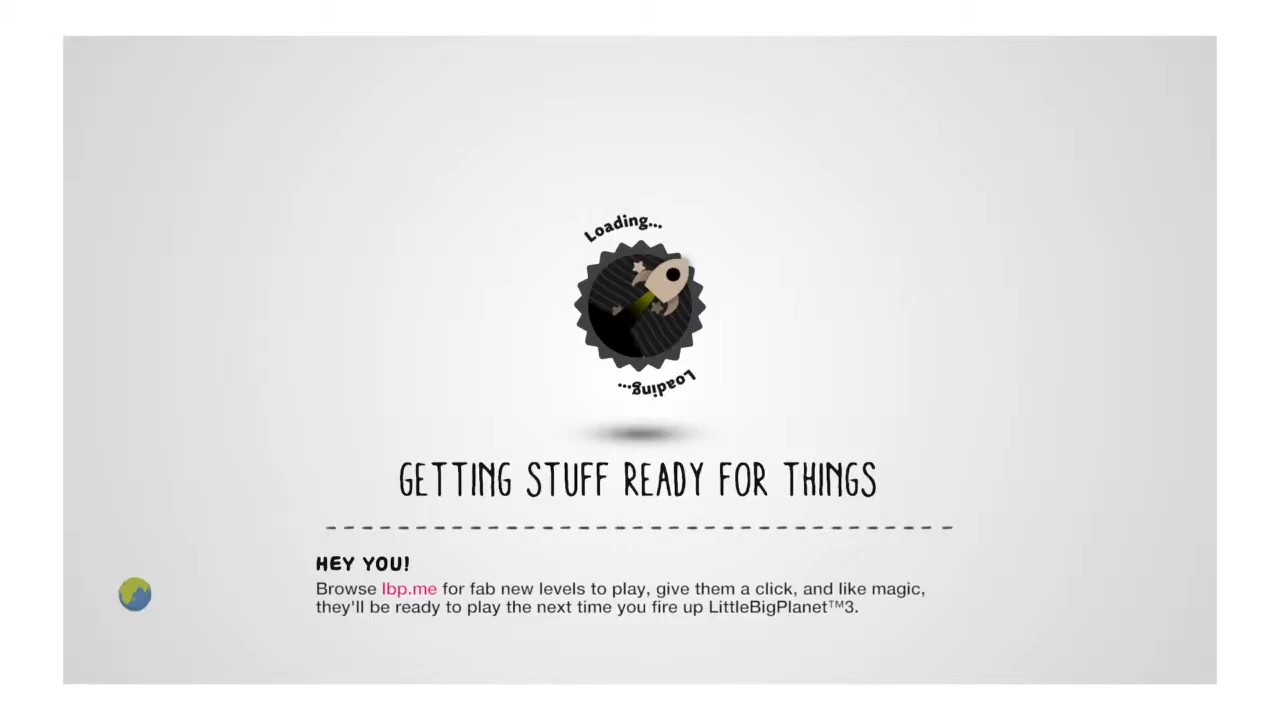 Loading...
Loading...
GETTING STUFF READY FOR THINGS
HEY YOU!
Browse lbp.me for fab new levels to play, give them a click, and like magic,
they'll be ready to play the next time you fire up LittleBigPlanet™3.